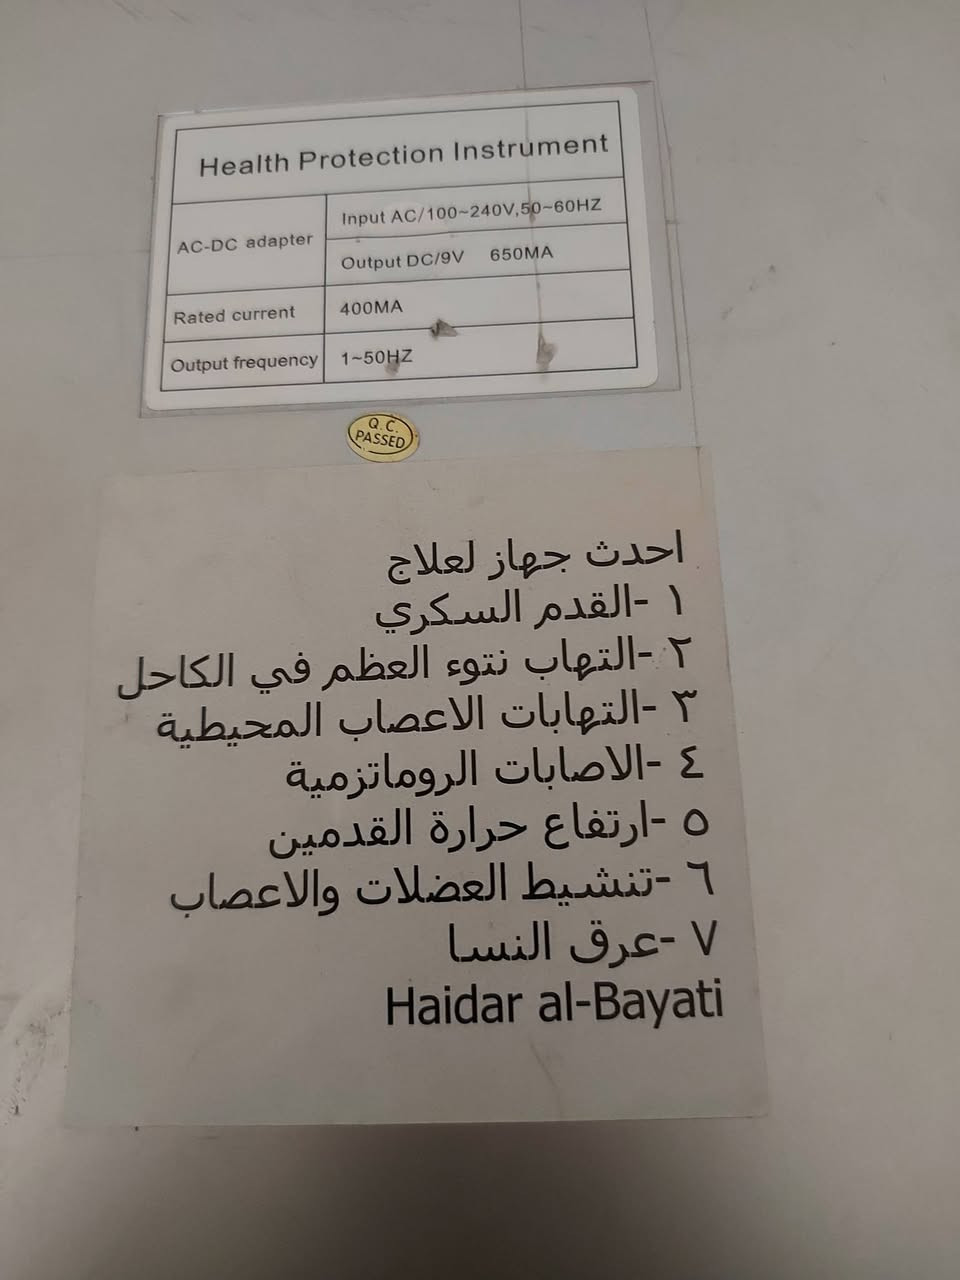 Health Protection Instrument
AC-DC adapter
Input AC/100~240V,50~60HZ
Output DC/9V 650MA
Rated current 400MA
Output frequency 1~50HZ
Q.C.
PASSED
احدث جهاز لعلاج
١ -القدم السكري
٢ -التهاب نتوء العظم في الكاحل
٣ -التهابات الاعصاب المحيطية
٤ -الاصابات الروماتزمية
٥ -ارتفاع حرارة القدمين
٦ -تنشيط العضلات والاعصاب
٧ -عرق النسا
Haidar al-Bayati